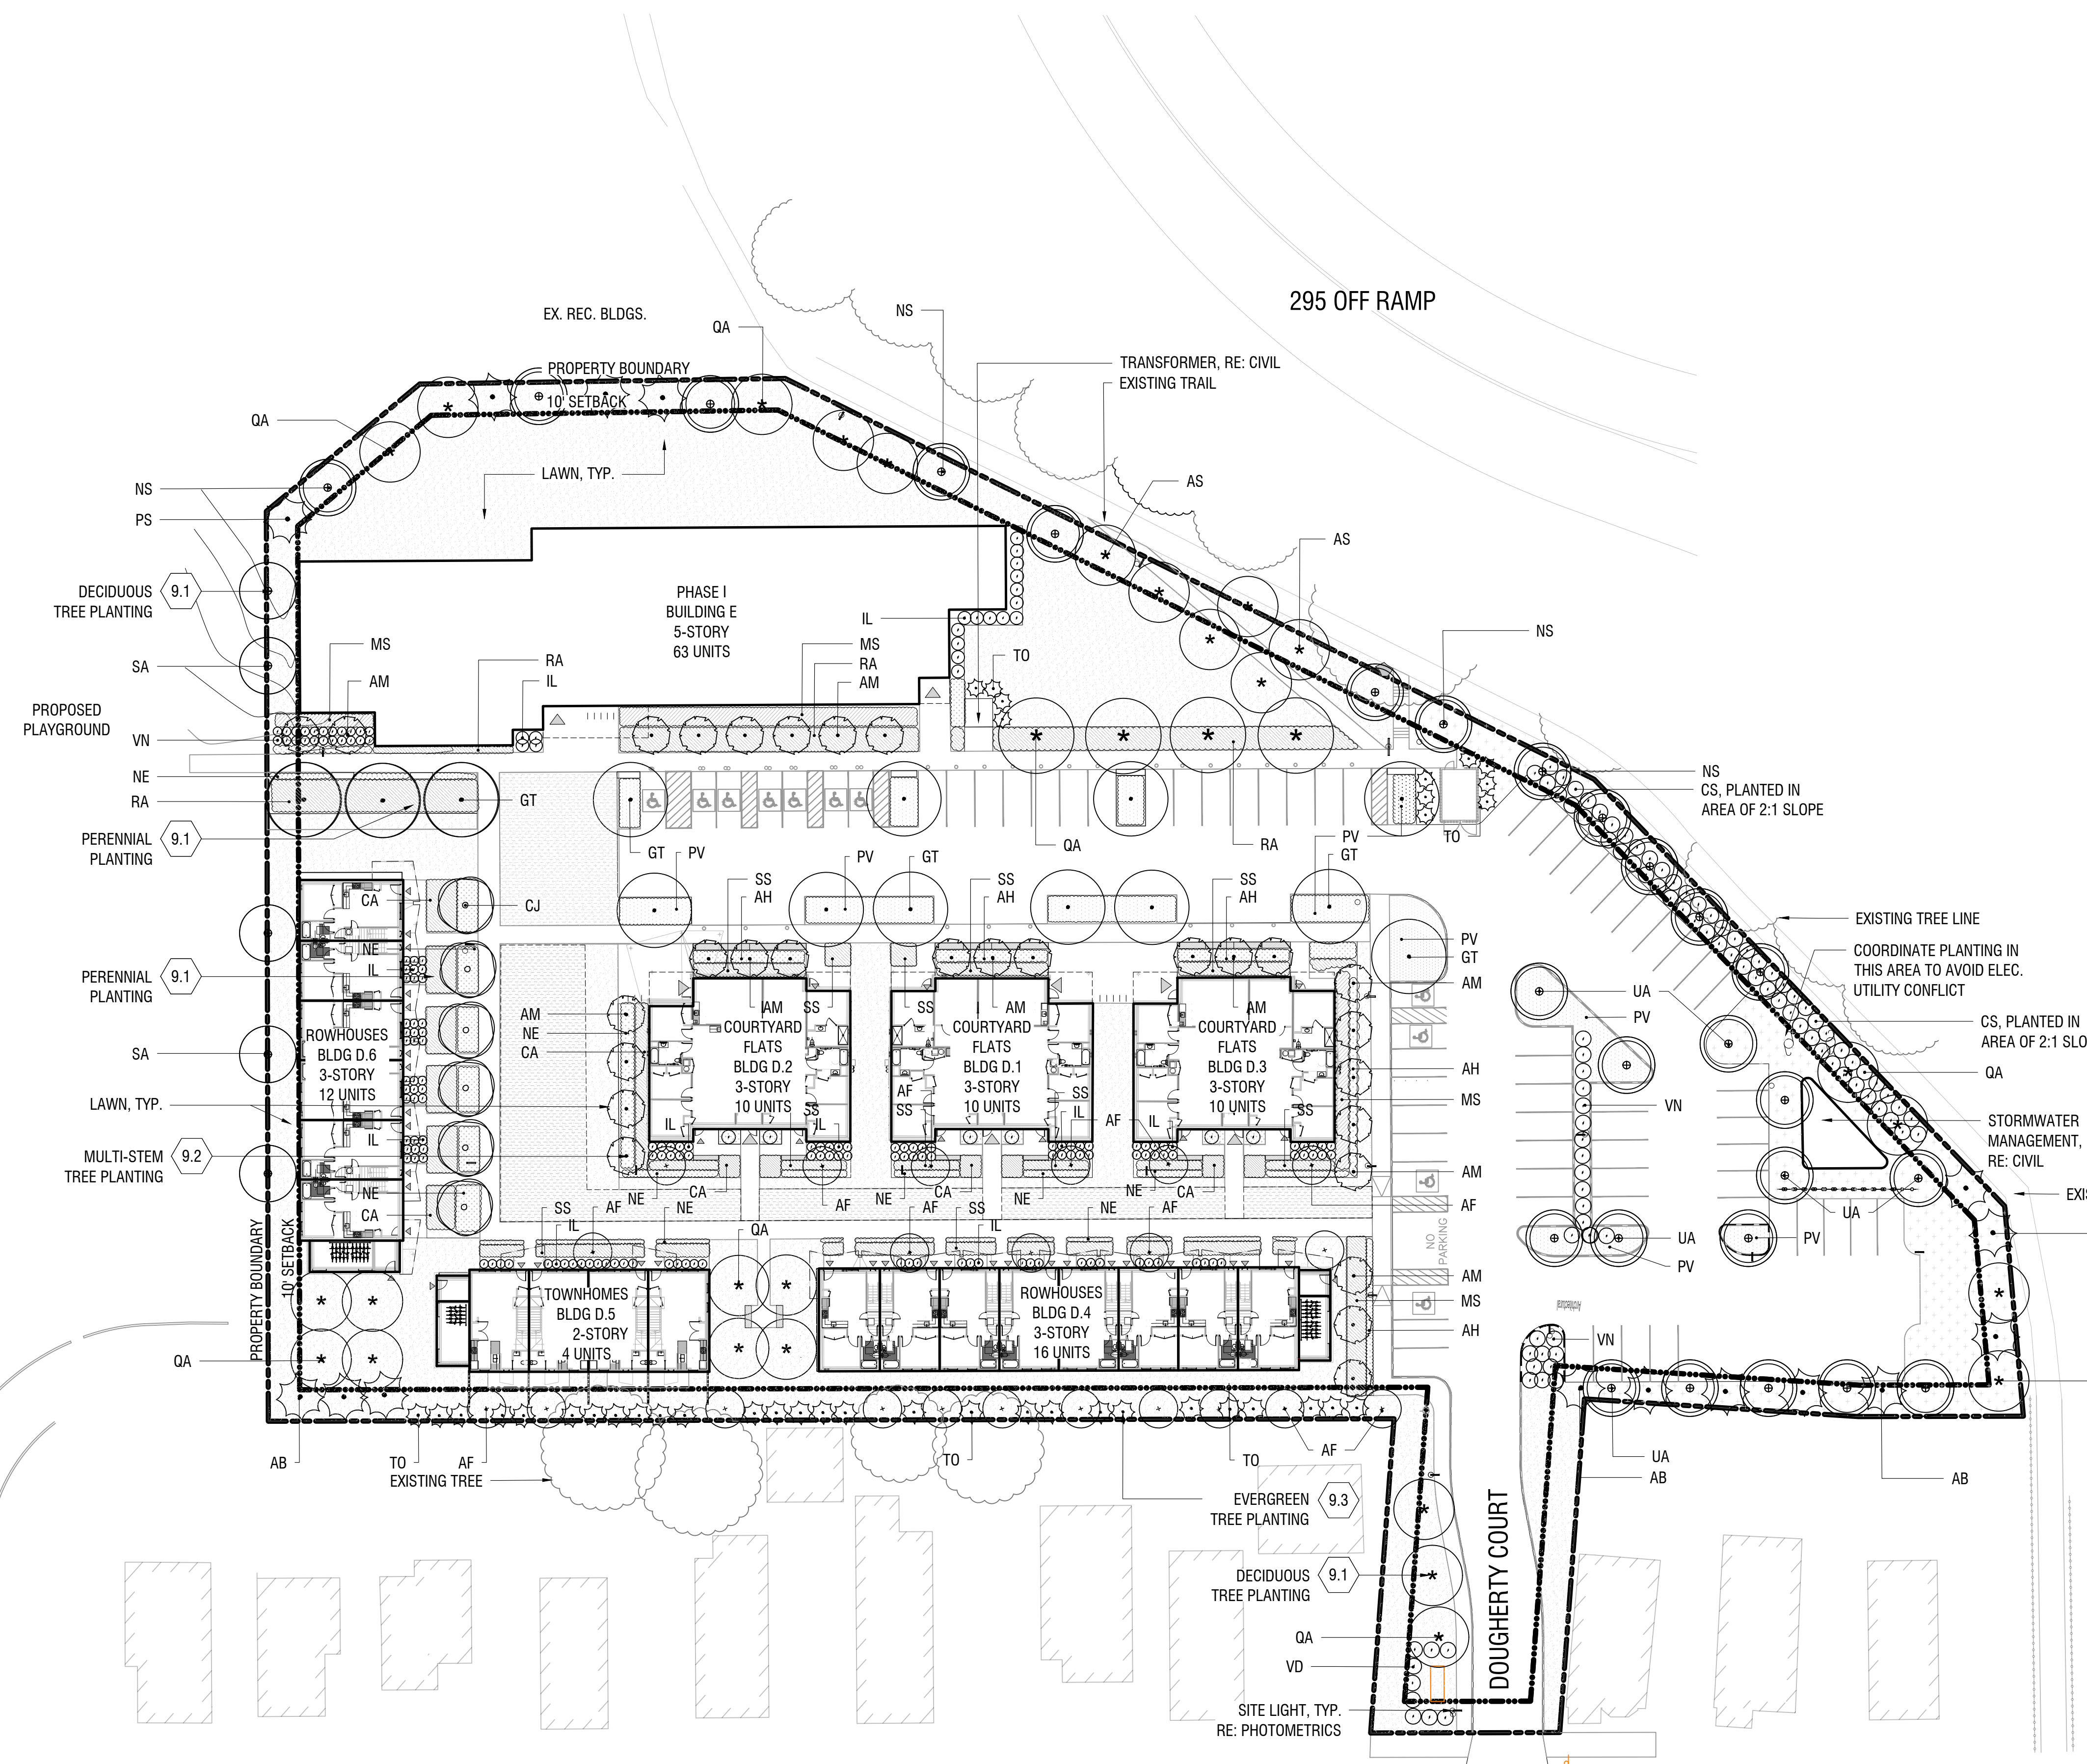 295 OFF RAMP
EX. REC. BLDGS.
NS
QA
TRANSFORMER, RE: CIVIL
EXISTING TRAIL
PROPERTY BOUNDARY
10' SETBACK
QA
LAWN, TYP.
AS
NS
PS
AS
DECIDUOUS
TREE PLANTING
9.1
PHASE I
BUILDING E
5-STORY
63 UNITS
IL
NS
MS
MS
TO
SA
RA
RA
AM
IL
AM
PROPOSED
PLAYGROUND
VN
NE
NS
RA
GT
CS, PLANTED IN
AREA OF 2:1 SLOPE
PERENNIAL
PLANTING
9.1
GT
PV
PV
GT
QA
RA
PV
GT
TO
SS
AH
SS
AH
SS
AH
CA
CJ
EXISTING TREE LINE
NE
IL
PV
GT
COORDINATE PLANTING IN
THIS AREA TO AVOID ELEC.
UTILITY CONFLICT
PERENNIAL
PLANTING
9.1
AM
UA
PV
AM
NE
CA
AM
SS
SS
AM
AM
ROWHOUSES
BLDG D.6
3-STORY
12 UNITS
COURTYARD
FLATS
BLDG D.2
3-STORY
10 UNITS
COURTYARD
FLATS
BLDG D.1
3-STORY
10 UNITS
COURTYARD
FLATS
BLDG D.3
3-STORY
10 UNITS
CS, PLANTED IN
AREA OF 2:1 SLO
SA
AH
QA
AF
SS
SS
MS
VN
LAWN, TYP.
SS
IL
AF
SS
IL
IL
IL
STORMWATER
MANAGEMENT,
RE: CIVIL
MULTI-STEM
TREE PLANTING
9.2
AM
NE
CA
NE
CA
NE
CA
NE
NE
CA
AF
EXIS
AF
UA
SS
AF
NE
IL
QA
AF
SS
IL
NE
AF
NO
PARKING
UA
PV
PV
PROPERTY BOUNDARY
10' SETBACK
AM
MS
AH
TOWNHOMES
BLDG D.5
2-STORY
4 UNITS
ROWHOUSES
BLDG D.4
3-STORY
16 UNITS
VN
QA
AB
TO
AF
EXISTING TREE
TO
TO
AF
UA
AB
AB
EVERGREEN
TREE PLANTING
9.3
DECIDUOUS
TREE PLANTING
9.1
DOUGHERTY COURT
QA
VD
SITE LIGHT, TYP.
RE: PHOTOMETRICS